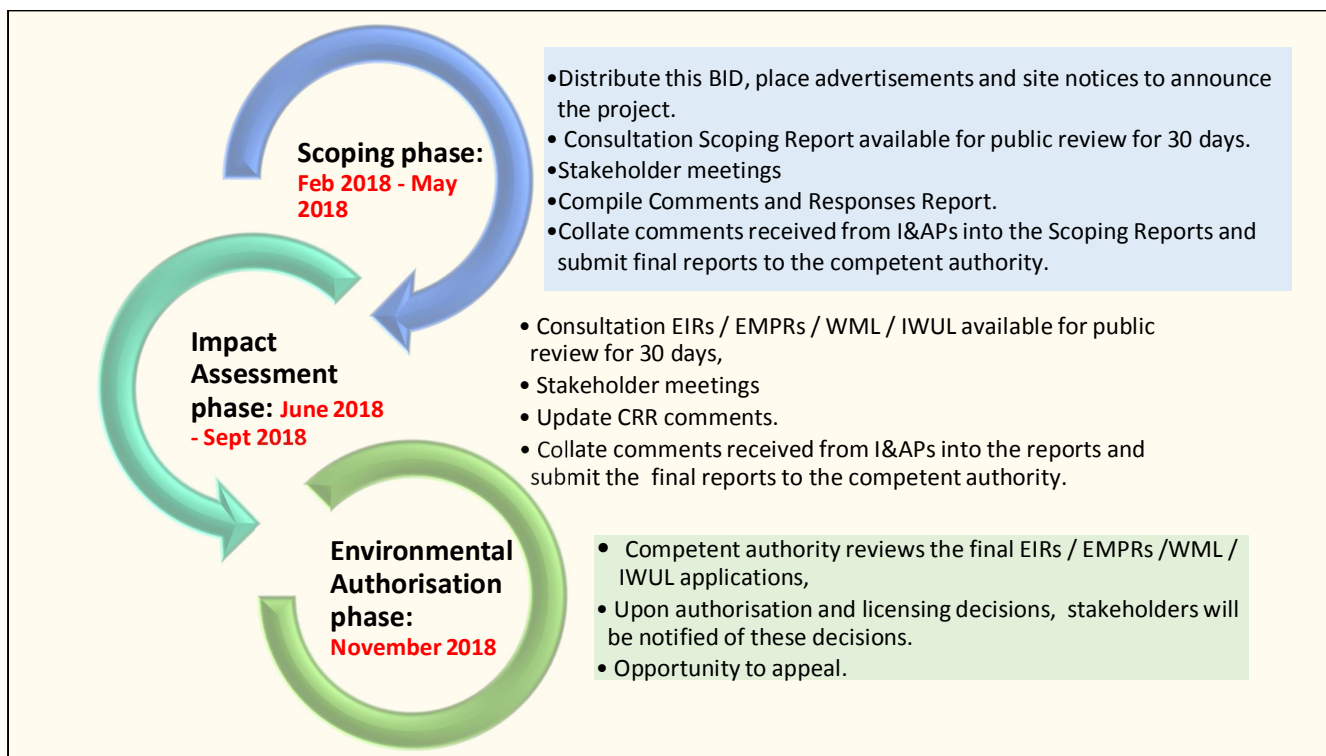 Scoping phase:
Feb 2018 - May
2018
•Distribute this BID, place advertisements and site notices to announce
the project.
• Consultation Scoping Report available for public review for 30 days.
•Stakeholder meetings
•Compile Comments and Responses Report.
•Collate comments received from I&APs into the Scoping Reports and
submit final reports to the competent authority.
Impact
Assessment
phase: June 2018
- Sept 2018
• Consultation EIRs / EMPRs / WML / IWUL available for public
review for 30 days,
• Stakeholder meetings
• Update CRR comments.
• Collate comments received from I&APs into the reports and
submit the final reports to the competent authority.
Environmental
Authorisation
phase:
November 2018
• Competent authority reviews the final EIRs / EMPRs /WML /
IWUL applications,
• Upon authorisation and licensing decisions, stakeholders will
be notified of these decisions.
• Opportunity to appeal.